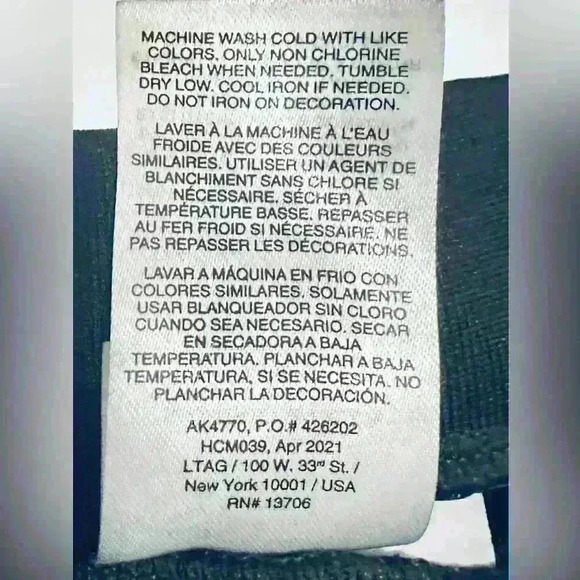 MACHINE WASH COLD WITH LIKE
COLORS. ONLY NON CHLORINE
BLEACH WHEN NEEDED. TUMBLE
DRY LOW. COOL IRON IF NEEDED.
DO NOT IRON ON DECORATION.
LAVER À LA MACHINE À L'EAU
FROIDE AVEC DES COULEURS
SIMILAIRES. UTILISER UN AGENT DE
BLANCHIMENT SANS CHLORE SI
NÉCESSAIRE. SÉCHER À
TEMPÉRATURE BASSE. REPASSER
AU FER FROID SI NÉCESSAIRE. NE
PAS REPASSER LES DÉCORATIONS.
LAVAR A MÁQUINA EN FRIO CON
COLORES SIMILARES. SOLAMENTE
USAR BLANQUEADOR SIN CLORO
CUANDO SEA NECESARIO. SECAR
EN SECADORA A BAJA
TEMPERATURA. PLANCHAR A BAJA
TEMPERATURA, SI SE NECESITA. NO
PLANCHAR LA DECORACIÓN.
AK4770, P.O.# 426202
HCM039, Apr 2021
LTAG / 100 W. 33rd St. /
New York 10001 / USA
RN# 13706